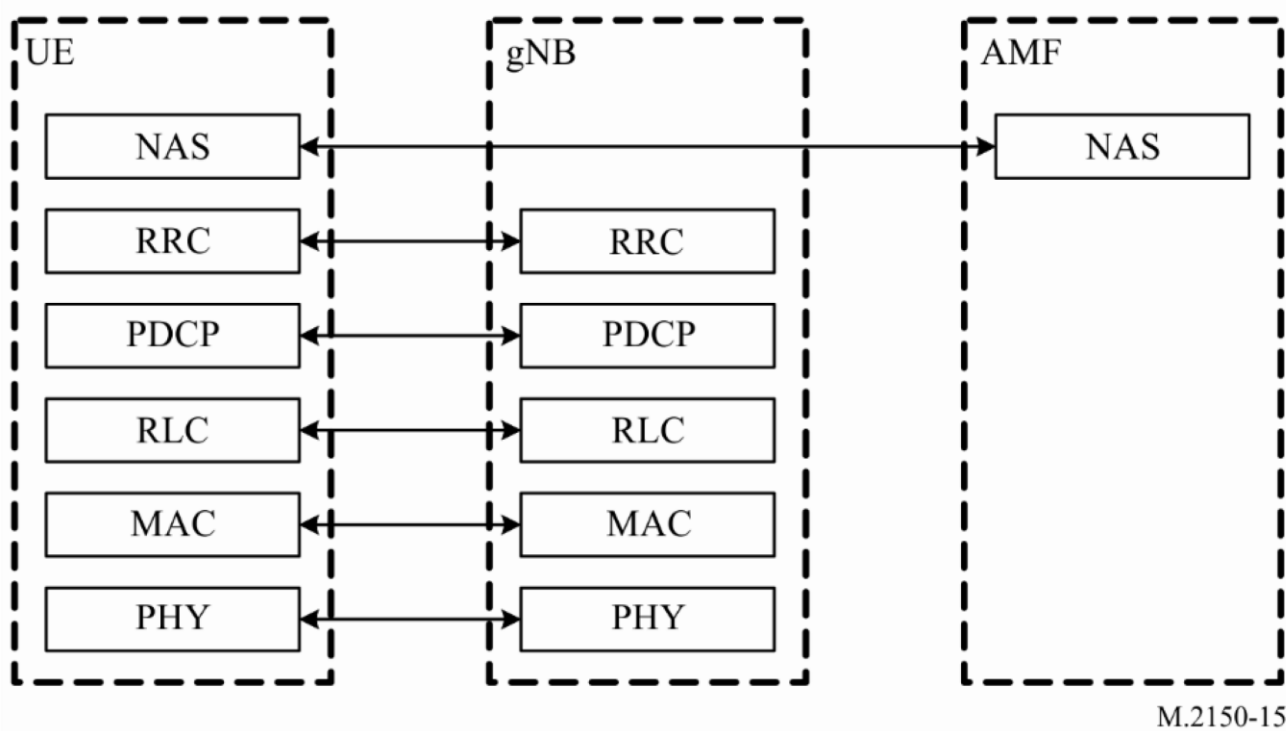 UE gNB AMF
NAS NAS
RRC RRC
PDCP PDCP
RLC RLC
MAC MAC
PHY PHY
M.2150-15